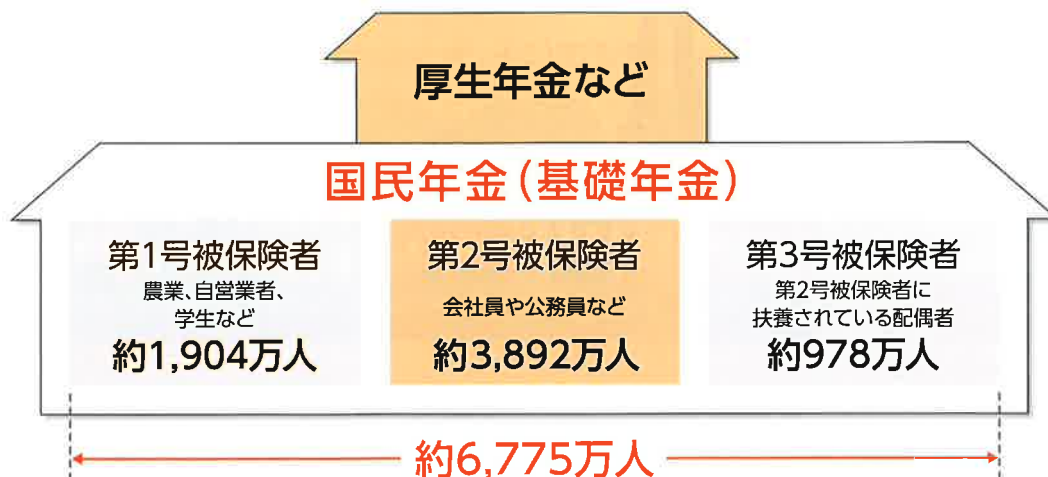 厚生年金など
国民年金(基礎年金)
第1号被保険者
農業、自営業者、
学生など
約1,904万人
第2号被保険者
会社員や公務員など
約3,892万人
第3号被保険者
第2号被保険者に
扶養されている配偶者
約978万人
約6,775万人